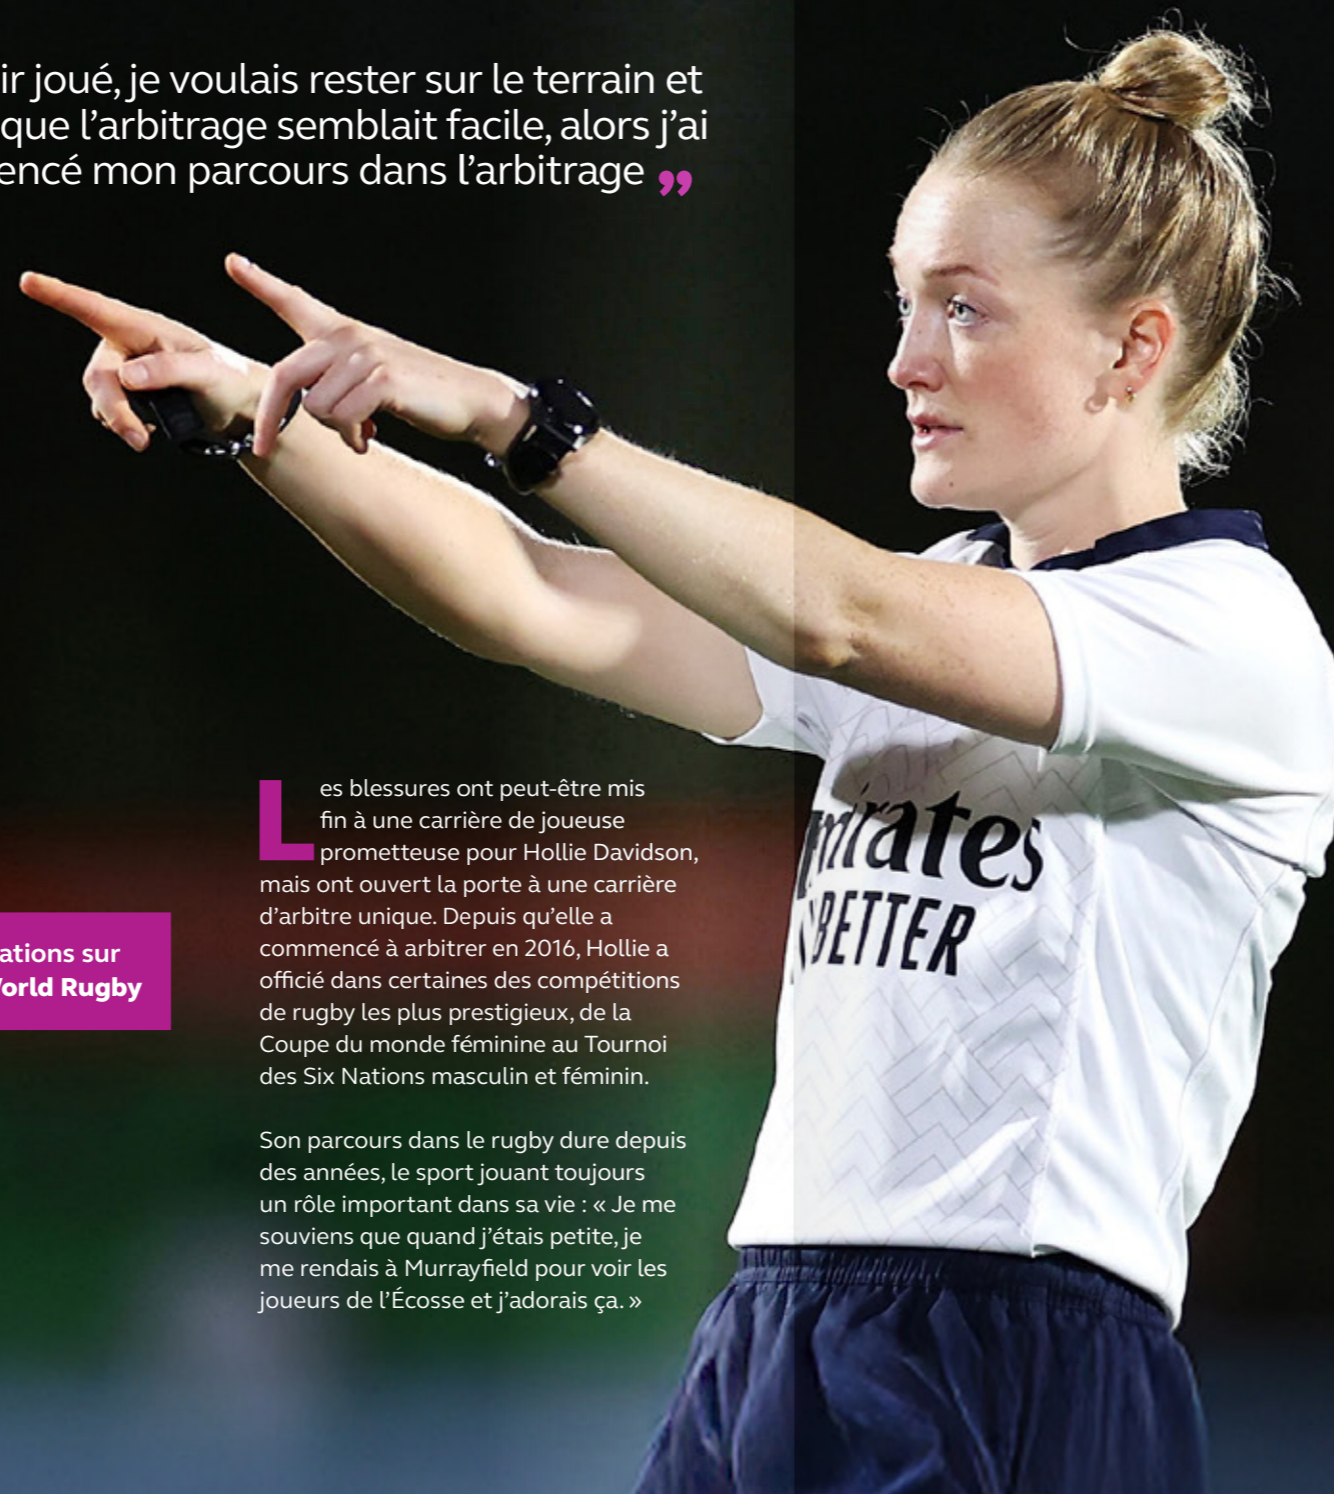 ir joué, je voulais rester sur le terrain et
que l’arbitrage semblait facile, alors j’ai
encé mon parcours dans l’arbitrage ”
Les blessures ont peut-être mis
fin à une carrière de joueuse
prometteuse pour Hollie Davidson,
mais ont ouvert la porte à une carrière
d’arbitre unique. Depuis qu’elle a
commencé à arbitrer en 2016, Hollie a
officié dans certaines des compétitions
de rugby les plus prestigieux, de la
Coupe du monde féminine au Tournoi
des Six Nations masculin et féminin.
Son parcours dans le rugby dure depuis
des années, le sport jouant toujours
un rôle important dans sa vie : « Je me
souviens que quand j’étais petite, je
me rendais à Murrayfield pour voir les
joueurs de l’Écosse et j’adorais ça. »
ations sur
orld Rugby
mirates
BETTER